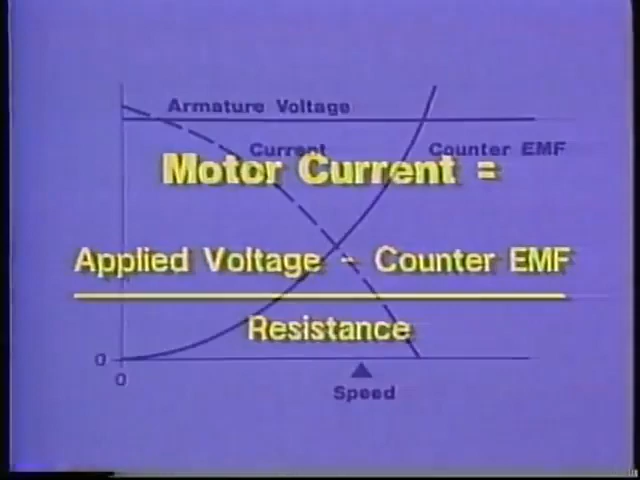 Armature Voltage
Current
Counter EMF
Motor Current =
Applied Voltage - Counter EMF
Resistance
0
0
Speed